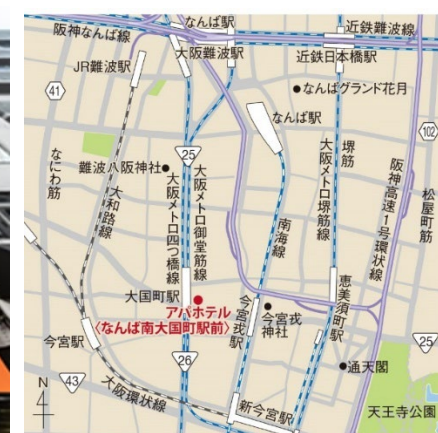 なんば駅
阪神なんば線
近鉄難波線
大阪難波駅
近鉄日本橋駅
JR難波駅
なんばグランド花月
41
なんば駅
102
25
難波八阪神社
なにわ筋
大和路線
大阪メトロ四つ橋線
大阪メトロ御堂筋線
南海線
堺筋
大阪メトロ堺筋線
阪神高速1号環状線
松屋町筋
大国町駅
アパホテル
〈なんば南大国町駅前〉
今宮戎駅
今宮戎
神社
恵美須町駅
今宮駅
26
25
通天閣
N
4
43
大阪環状線
新今宮駅
天王寺公園